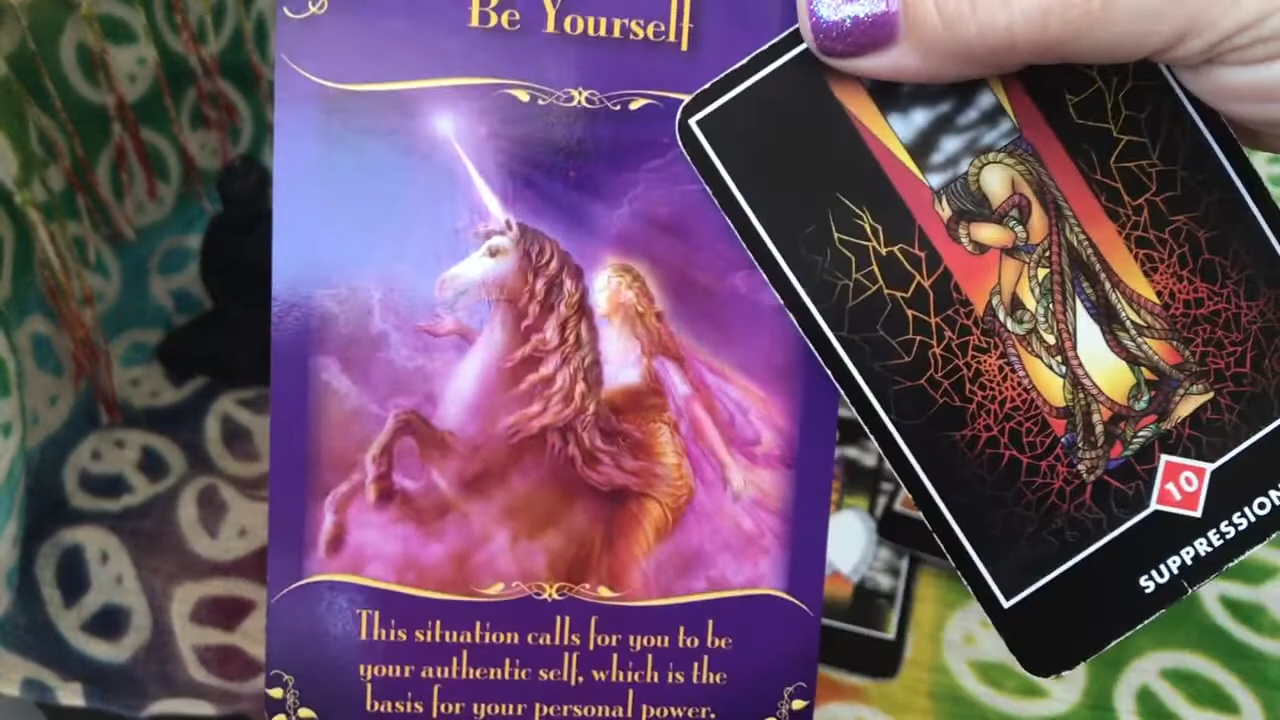 Be Yourself
This situation calls for you to be
your authentic self, which is the
basis for your personal power.
10
SUPPRESSION